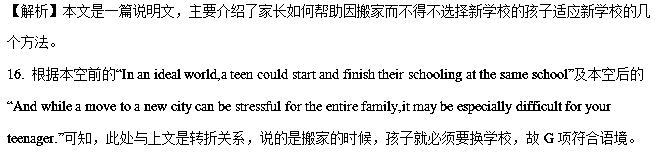 【解析】本文是一篇说明文，主要介绍了家长如何帮助因搬家而不得不选择新学校的孩子适应新学校的几
个方法。
16. 根据本空前的“In an ideal world,a teen could start and finish their schooling at the same school”及本空后的
“And while a move to a new city can be stressful for the entire family,it may be especially difficult for your
teenager.”可知，此处与上文是转折关系，说的是搬家的时候，孩子就必须要换学校，故 G 项符合语境。